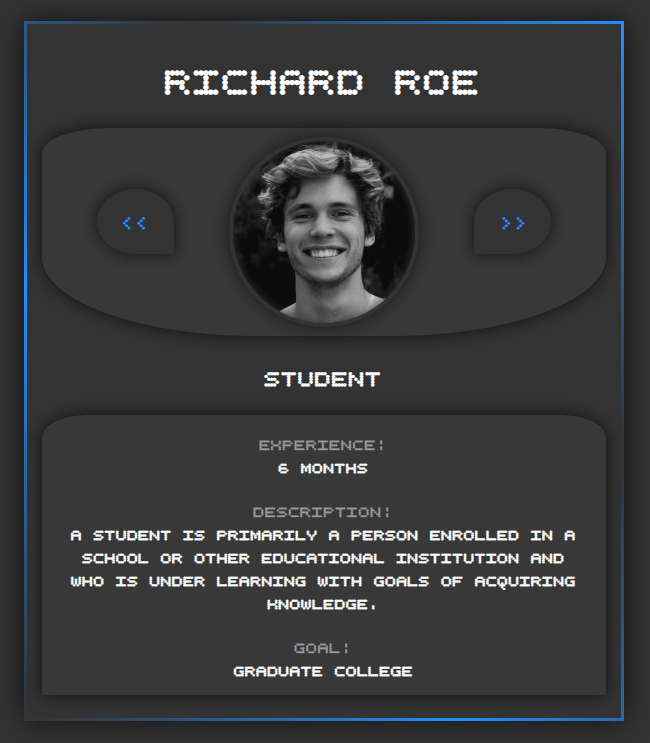 RICHARD ROE
<< >>
STUDENT
EXPERIENCE:
6 MONTHS
DESCRIPTION:
A STUDENT IS PRIMARILY A PERSON ENROLLED IN A
SCHOOL OR OTHER EDUCATIONAL INSTITUTION AND
WHO IS UNDER LEARNING WITH GOALS OF ACQUIRING
KNOWLEDGE.
GOAL:
GRADUATE COLLEGE